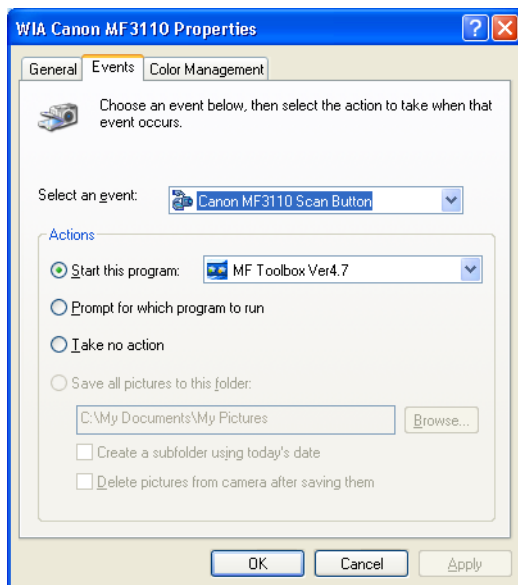 WIA Canon MF3110 Properties
General Events Color Management
Choose an event below, then select the action to take when that
event occurs.
Select an event: Canon MF3110 Scan Button
Actions
Start this program: MF Toolbox Ver4.7
Prompt for which program to run
Take no action
Save all pictures to this folder:
C:\My Documents\My Pictures Browse...
Create a subfolder using today's date
Delete pictures from camera after saving them
OK Cancel Apply